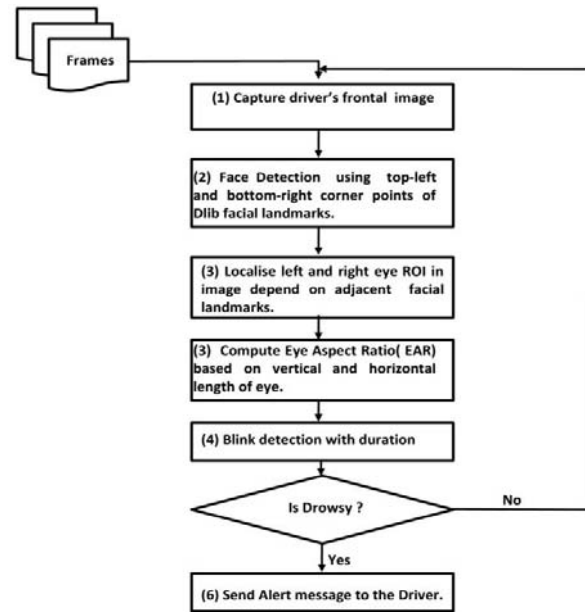 Frames
(1) Capture driver's frontal image
(2) Face Detection using top-left
and bottom-right corner points of
Dlib facial landmarks.
(3) Localise left and right eye ROI in
image depend on adjacent facial
landmarks.
(3) Compute Eye Aspect Ratio( EAR)
based on vertical and horizontal
length of eye.
(4) Blink detection with duration
Is Drowsy ?
No
Yes
(6) Send Alert message to the Driver.